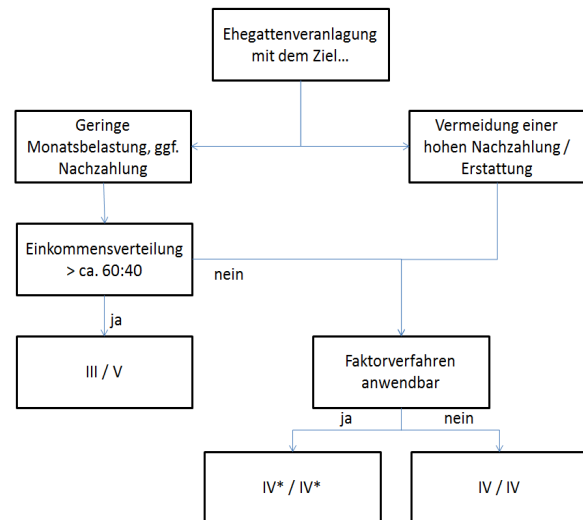 Ehegattenveranlagung
mit dem Ziel...
Geringe
Monatsbelastung, ggf.
Nachzahlung
Vermeidung einer
hohen Nachzahlung /
Erstattung
Einkommensverteilung
> ca. 60:40
nein
ja
III / V
Faktorverfahren
anwendbar
ja
nein
IV* / IV*
IV / IV